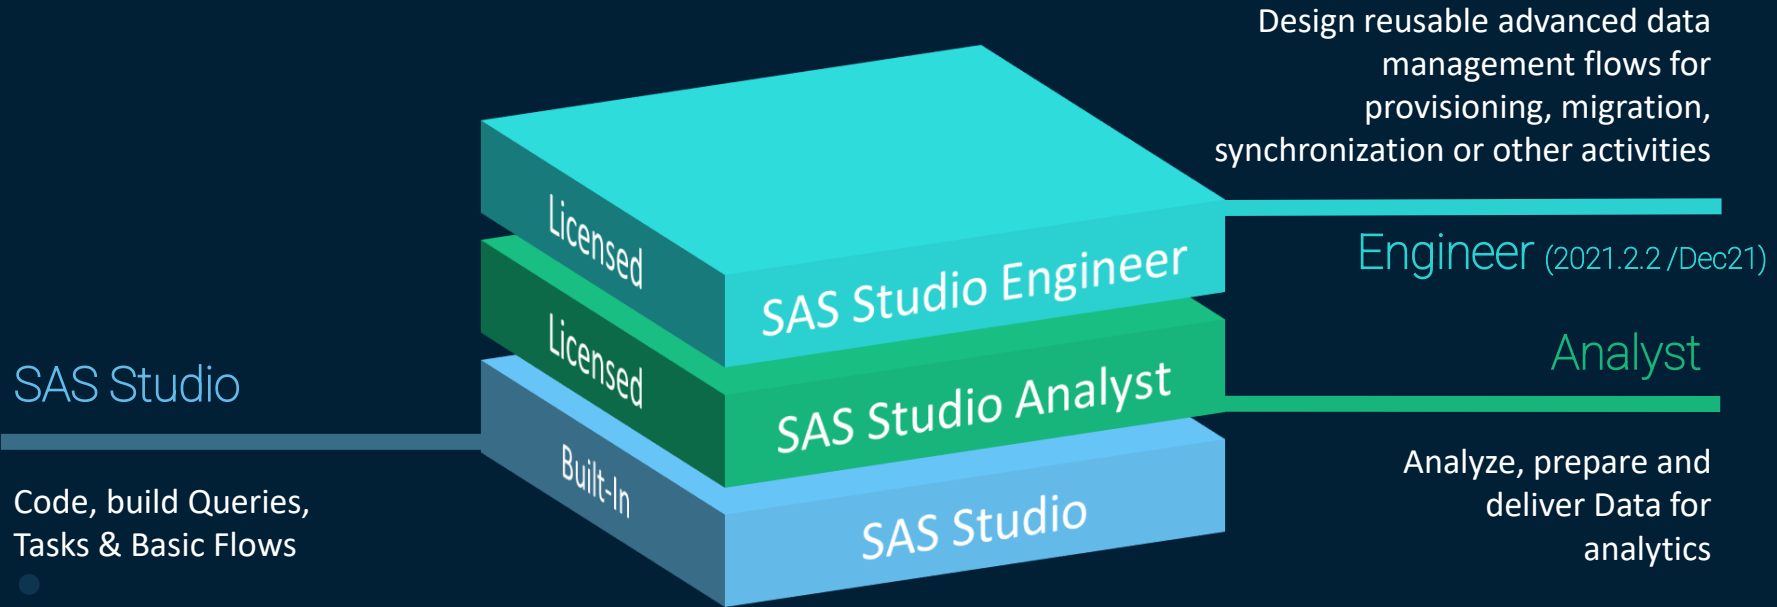 Design reusable advanced data
management flows for
provisioning, migration,
synchronization or other activities
Engineer (2021.2.2 /Dec21)
Licensed
SAS Studio Engineer
Licensed
SAS Studio Analyst
Built-In
SAS Studio
SAS Studio
Code, build Queries,
Tasks & Basic Flows
Analyst
Analyze, prepare and
deliver Data for
analytics